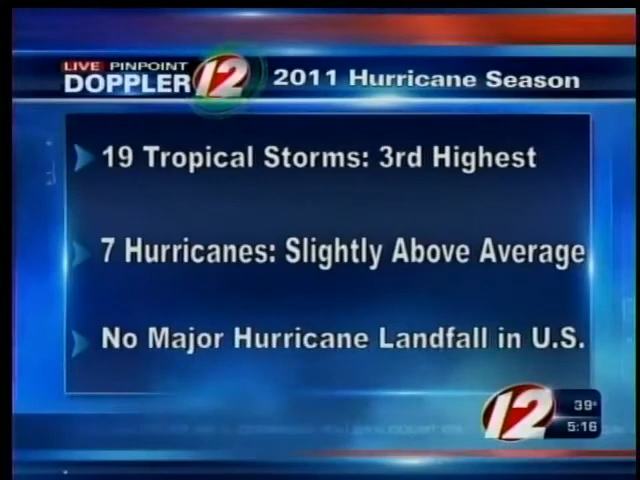 LIVE PINPOINT
DOPPLER 12
2011 Hurricane Season
19 Tropical Storms: 3rd Highest
7 Hurricanes: Slightly Above Average
No Major Hurricane Landfall in U.S.
12
39°
5:16